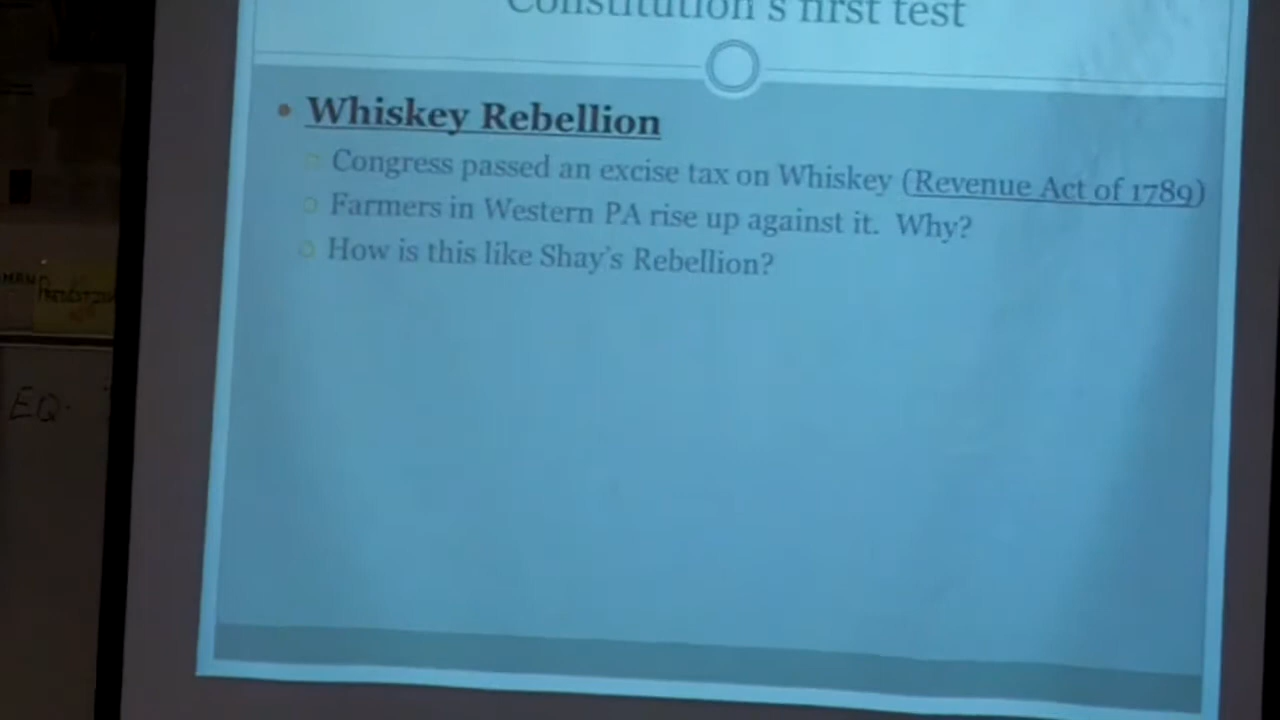 Constitution's first test
Whiskey Rebellion
Congress passed an excise tax on Whiskey (Revenue Act of 1789)
Farmers in Western PA rise up against it. Why?
How is this like Shay's Rebellion?
EQ.